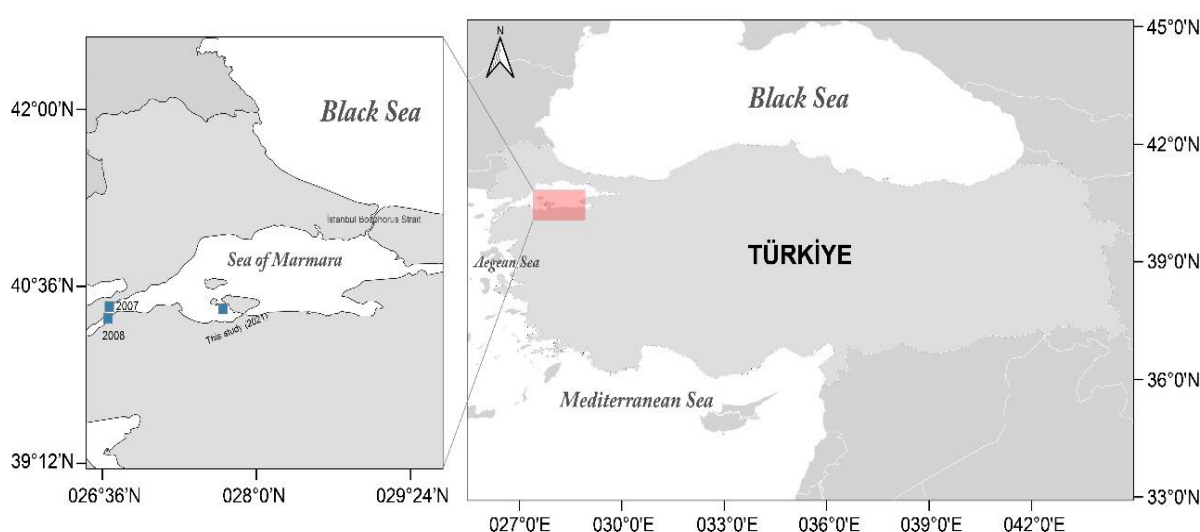 42°00'N
40°36'N
39°12'N
026°36'N
028°0'N
029°24'N
Black Sea
İstanbul Bosphorus Strait
Sea of Marmara
2007
2008
This study (2021)
N
Black Sea
TÜRKİYE
Aegean Sea
Mediterranean Sea
45°0'N
42°0'N
39°0'N
36°0'N
33°0'N
027°0'E
030°0'E
033°0'E
036°0'E
039°0'E
042°0'E